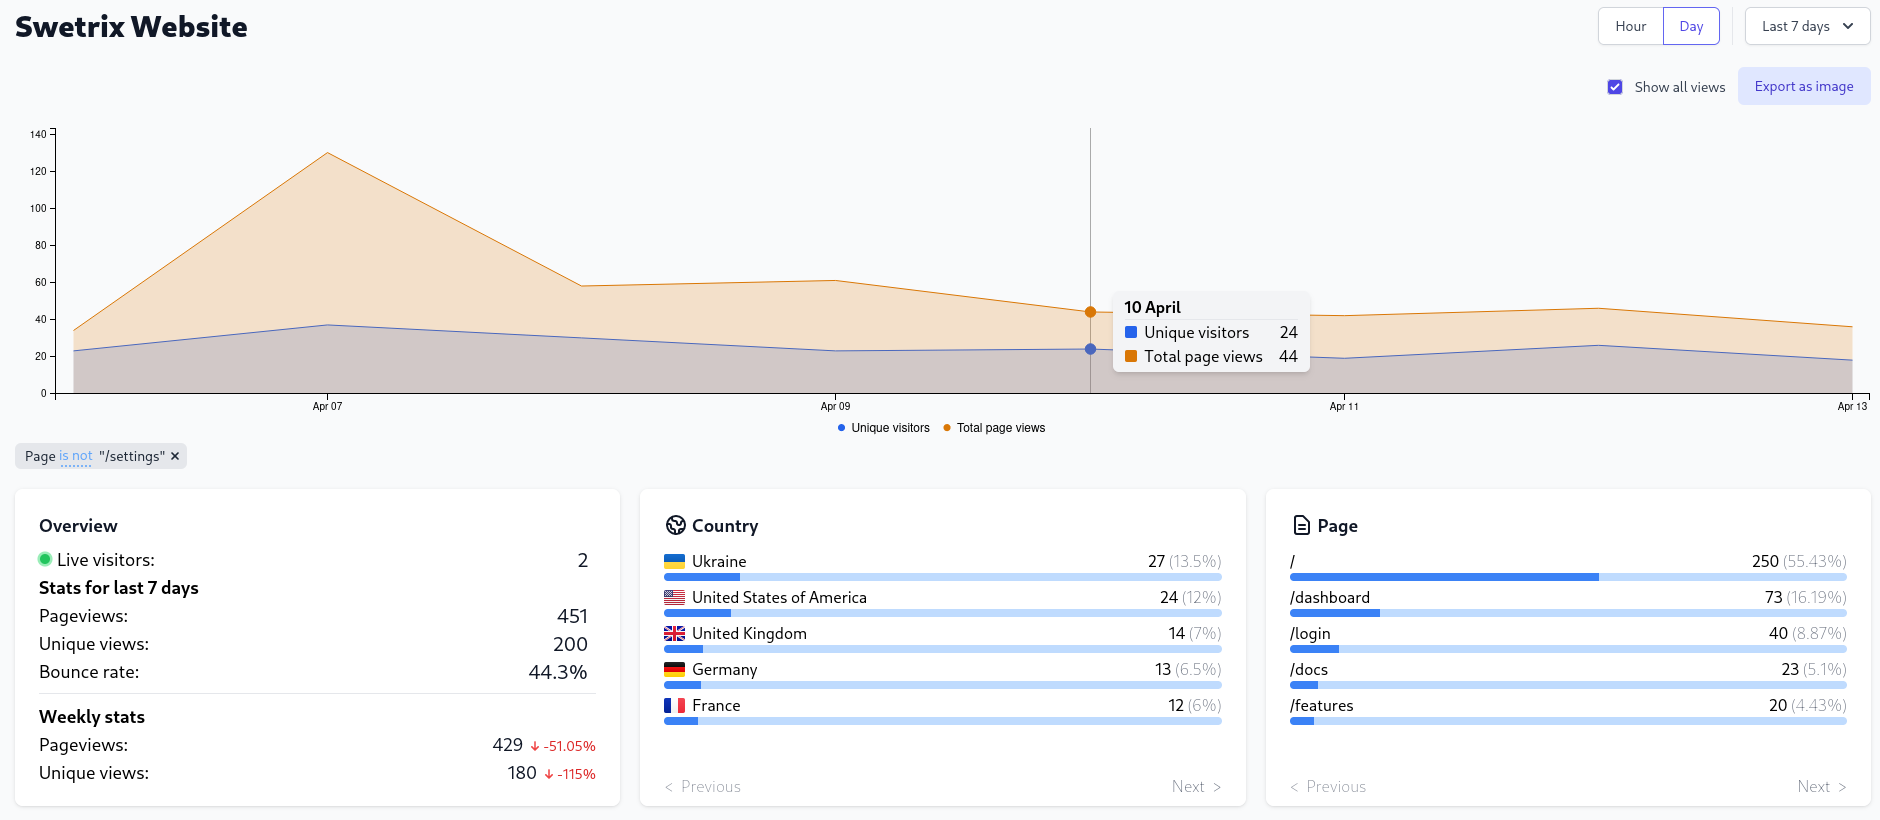 Swetrix Website
Hour Day Last 7 days
Show all views Export as image
140
120
100
80
60
40
20
0
10 April
Unique visitors 24
Total page views 44
Apr 07 Apr 09 Apr 11 Apr 13
Unique visitors Total page views
Page is not "/settings" ×
Overview
Live visitors: 2
Stats for last 7 days
Pageviews: 451
Unique views: 200
Bounce rate: 44.3%
Weekly stats
Pageviews: 429 ↓ -51.05%
Unique views: 180 ↓ -115%
Country
Ukraine 27 (13.5%)
United States of America 24 (12%)
United Kingdom 14 (7%)
Germany 13 (6.5%)
France 12 (6%)
< Previous Next >
Page
/ 250 (55.43%)
/dashboard 73 (16.19%)
/login 40 (8.87%)
/docs 23 (5.1%)
/features 20 (4.43%)
< Previous Next >